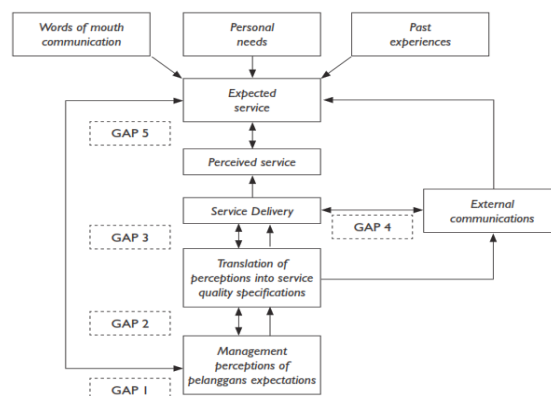 Words of mouth
communication
Personal
needs
Past
experiences
Expected
service
GAP 5
Perceived service
Service Delivery
External
communications
GAP 4
GAP 3
Translation of
perceptions into service
quality specifications
GAP 2
Management
perceptions of
pelanggans expectations
GAP 1